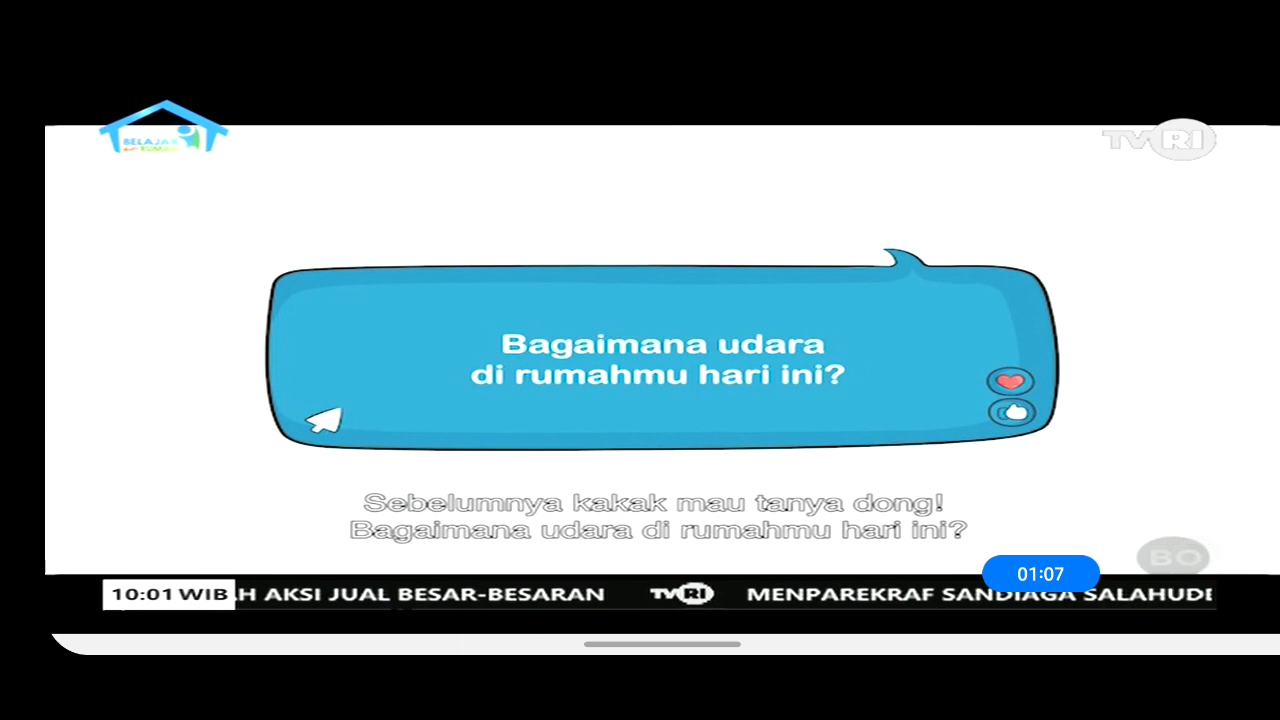 BELAJAR
TVRI
Bagaimana udara
di rumahmu hari ini?
Sebelumnya kakak mau tanya dong!
Bagaimana udara di rumahmu hari ini?
BO
01:07
10:01 WIB H AKSI JUAL BESAR-BESARAN TVRI MENPAREKRAF SANDIAGA SALAHUDI